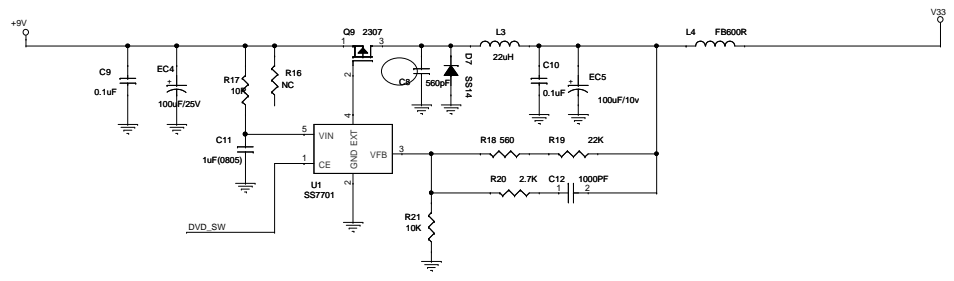 +9V
V33
Q9 2307
1
3
2
L3
22uH
L4 FB600R
C9
0.1uF
EC4
+
100uF/25V
R17
10R
R16
NC
C8
560pF
D7 SS14
C10
0.1uF
EC5
+
100uF/10v
C11
1uF(0805)
5
VIN
1
CE
4
EXT
GND
2
VFB
3
U1
SS7701
R18 560
R19 22K
R20 2.7K
C12 1000PF
1 2
R21
10K
DVD_SW